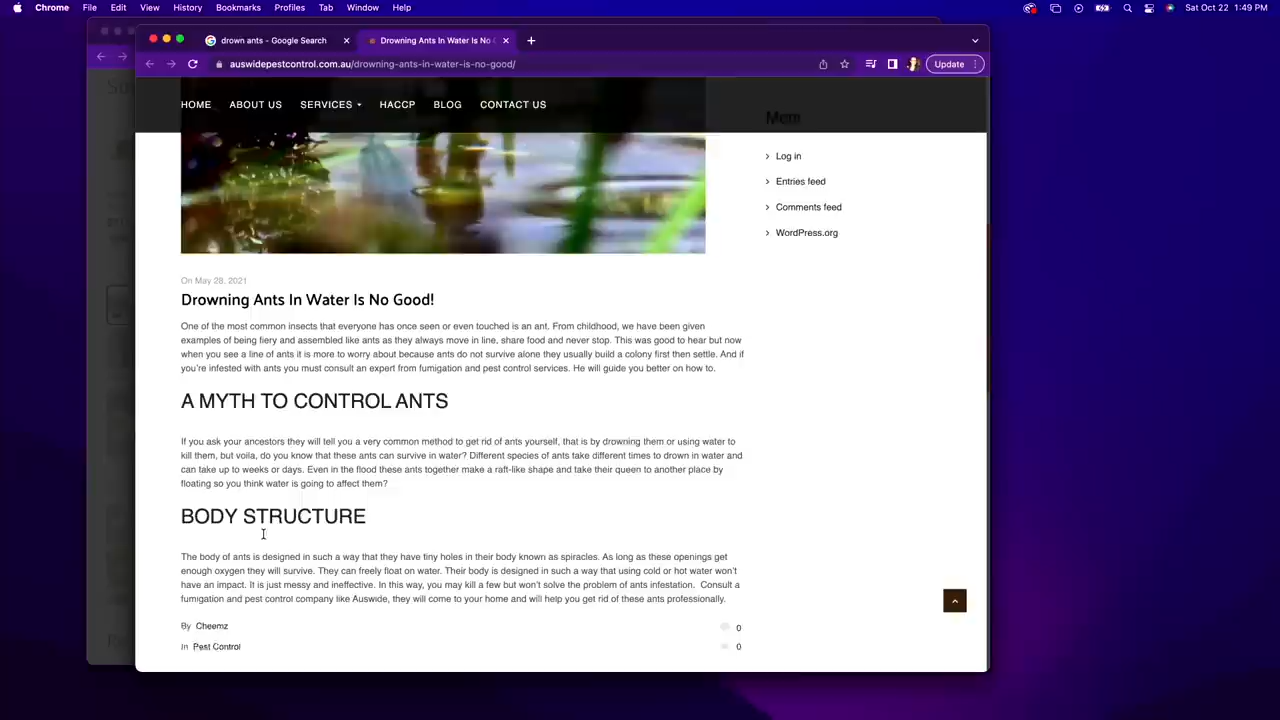 Chrome File Edit View History Bookmarks Profiles Tab Window Help Sat Oct 22 1:49 PM
drown ants - Google Search Drowning Ants In Water Is No
auswidepestcontrol.com.au/drowning-ants-in-water-is-no-good/ Update
HOME ABOUT US SERVICES HACCP BLOG CONTACT US
Log in
Entries feed
Comments feed
WordPress.org
On May 28, 2021
Drowning Ants In Water Is No Good!
One of the most common insects that everyone has once seen or even touched is an ant. From childhood, we have been given
examples of being fiery and assembled like ants as they always move in line, share food and never stop. This was good to hear but now
when you see a line of ants it is more to worry about because ants do not survive alone they usually build a colony first then settle. And if
you're infested with ants you must consult an expert from fumigation and pest control services. He will guide you better on how to.
A MYTH TO CONTROL ANTS
If you ask your ancestors they will tell you a very common method to get rid of ants yourself, that is by drowning them or using water to
kill them, but voila, do you know that these ants can survive in water? Different species of ants take different times to drown in water and
can take up to weeks or days. Even in the flood these ants together make a raft-like shape and take their queen to another place by
floating so you think water is going to affect them?
BODY STRUCTURE
The body of ants is designed in such a way that they have tiny holes in their body known as spiracles. As long as these openings get
enough oxygen they will survive. They can freely float on water. Their body is designed in such a way that using cold or hot water won't
have an impact. It is just messy and ineffective. In this way, you may kill a few but won't solve the problem of ants infestation. Consult a
fumigation and pest control company like Auswide, they will come to your home and will help you get rid of these ants professionally.
By Cheemz 0
In Pest Control 0